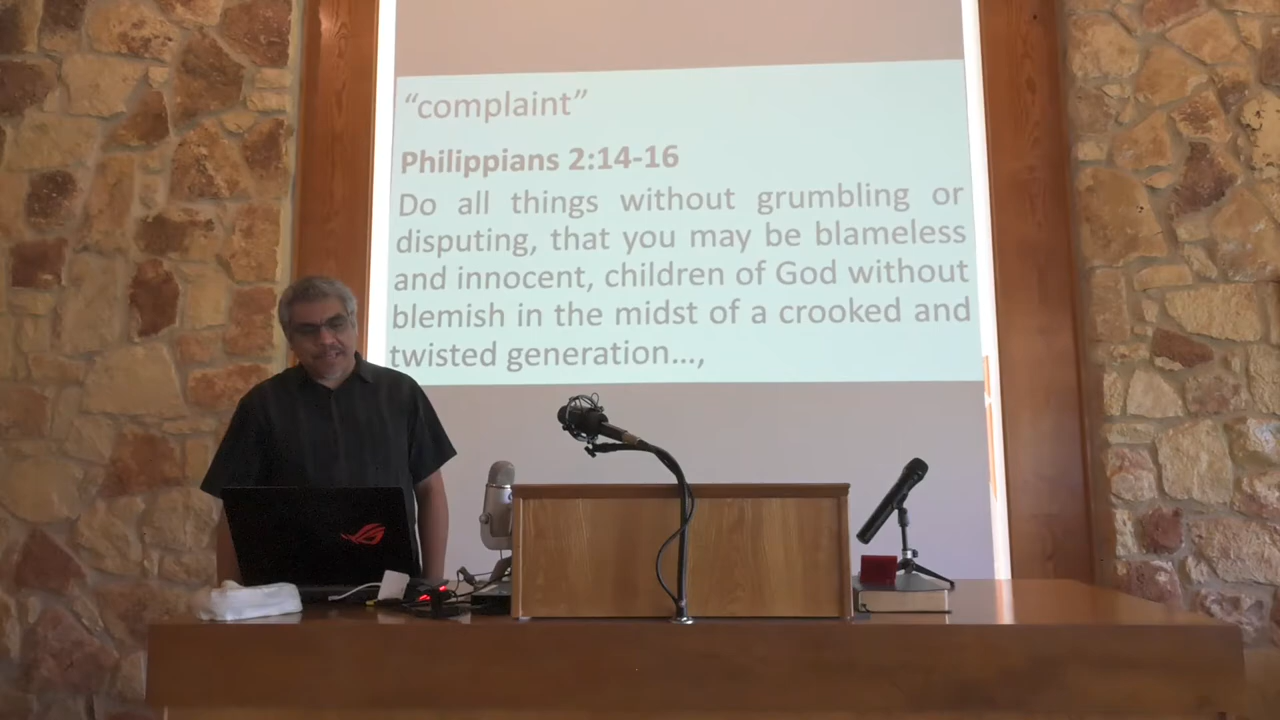 “complaint”
Philippians 2:14-16
Do all things without grumbling or
disputing, that you may be blameless
and innocent, children of God without
blemish in the midst of a crooked and
twisted generation...,